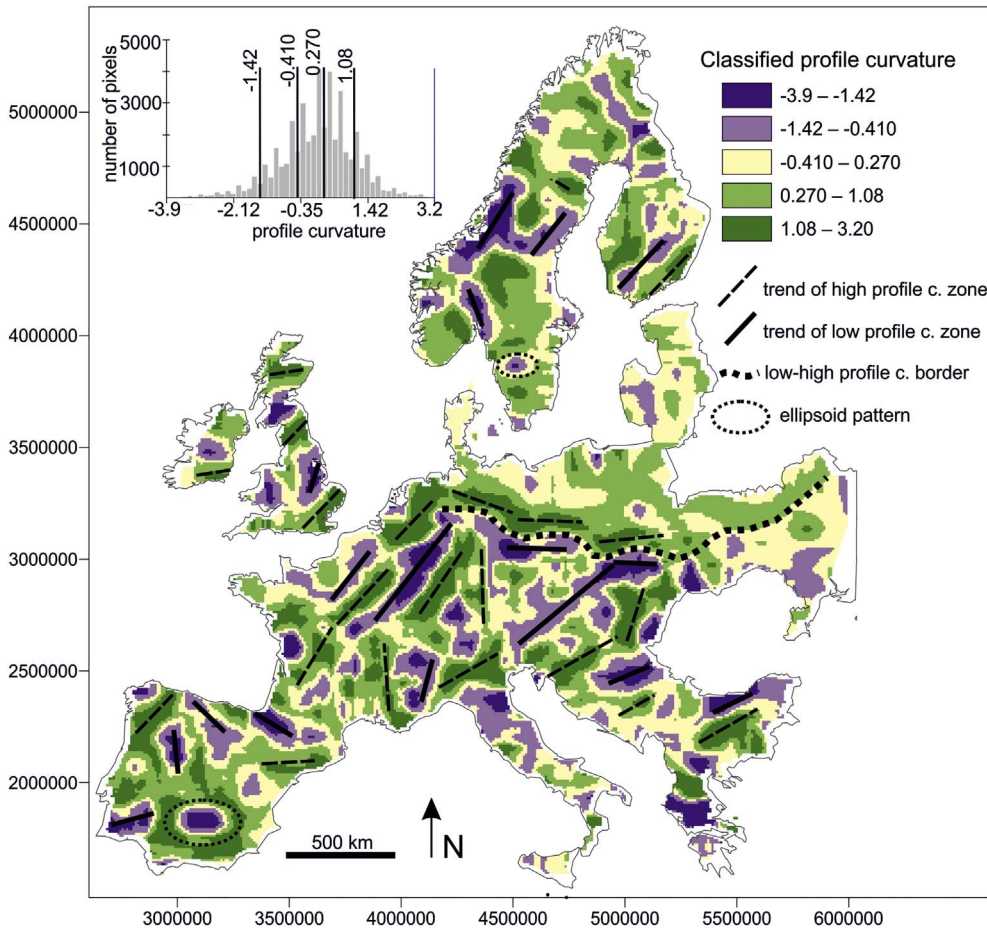 5000
3000
1000
number of pixels
-1.42
-0.410
0.270
1.08
-3.9
-2.12
-0.35
1.42
3.2
profile curvature
Classified profile curvature
-3.9 – -1.42
-1.42 – -0.410
-0.410 – 0.270
0.270 – 1.08
1.08 – 3.20
trend of high profile c. zone
trend of low profile c. zone
low-high profile c. border
ellipsoid pattern
5000000
4500000
4000000
3500000
3000000
2500000
2000000
500 km
N
3000000
3500000
4000000
4500000
5000000
5500000
6000000